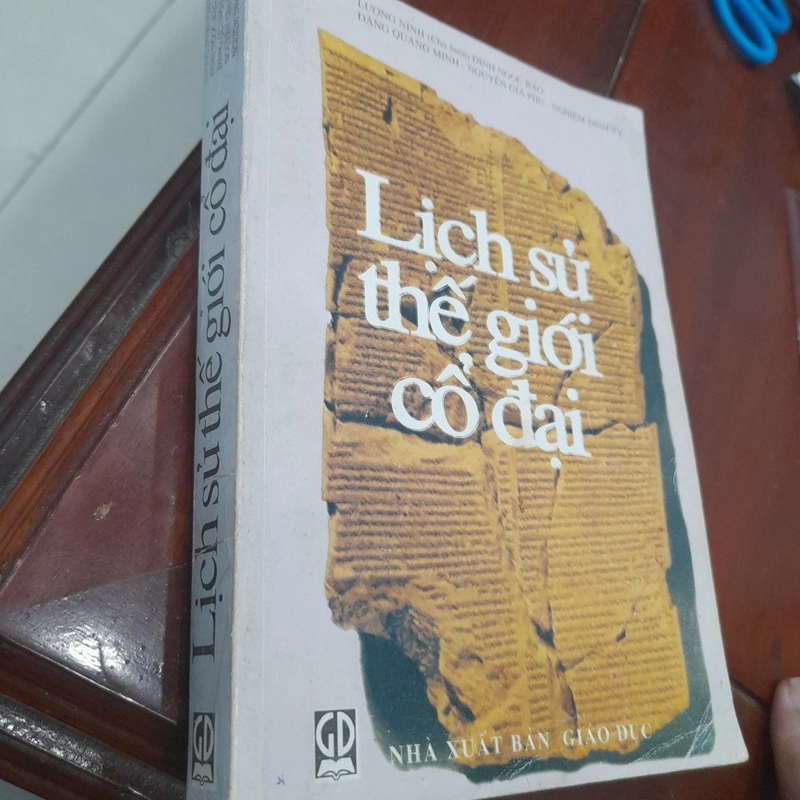 LƯƠNG NINH (Chủ biên) ĐINH NGỌC BẢO
ĐẶNG QUANG MINH - NGUYỄN GIA PHU - NGHIÊM ĐÌNH VỲ
Lịch sử
thế giới
cổ đại
GD
NHÀ XUẤT BẢN GIÁO DỤC
Lịch sử thế giới cổ đại
GD